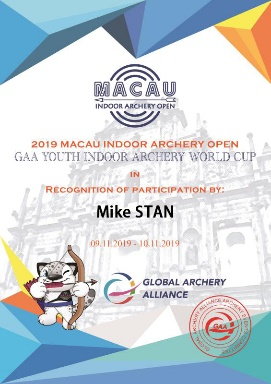 MACAU
INDOOR ARCHERY OPEN
2019 MACAU INDOOR ARCHERY OPEN
GAA YOUTH INDOOR ARCHERY WORLD CUP
IN
RECOGNITION OF PARTICIPATION BY:
Mike STAN
09.11.2019 - 10.11.2019
GLOBAL ARCHERY
ALLIANCE
GAA